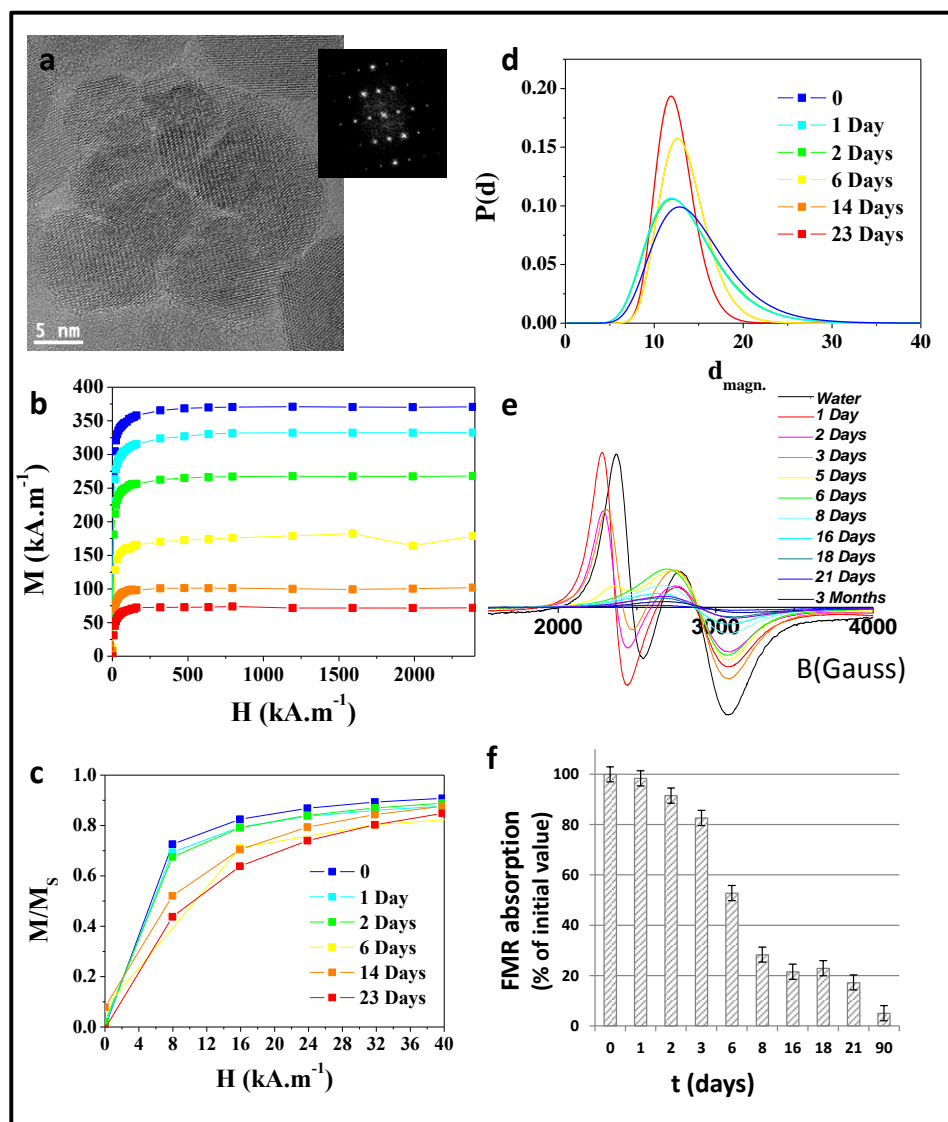 a
5 nm
b
400
350
300
250
200
150
100
50
0
M (kA.m-1)
0
500
1000
1500
2000
H (kA.m-1)
c
1.0
0.8
0.6
0.4
0.2
0.0
M/MS
0
1 Day
2 Days
6 Days
14 Days
23 Days
0 4 8 12 16 20 24 28 32 36 40
H (kA.m-1)
d
0.20
0.15
0.10
0.05
0.00
P(d)
0
1 Day
2 Days
6 Days
14 Days
23 Days
0 10 20 30 40
dmagn.
e
Water
1 Day
2 Days
3 Days
5 Days
6 Days
8 Days
16 Days
18 Days
21 Days
3 Months
2000 3000 4000
B(Gauss)
f
100
80
60
40
20
0
FMR absorption
(% of initial value)
0 1 2 3 6 8 16 18 21 90
t (days)